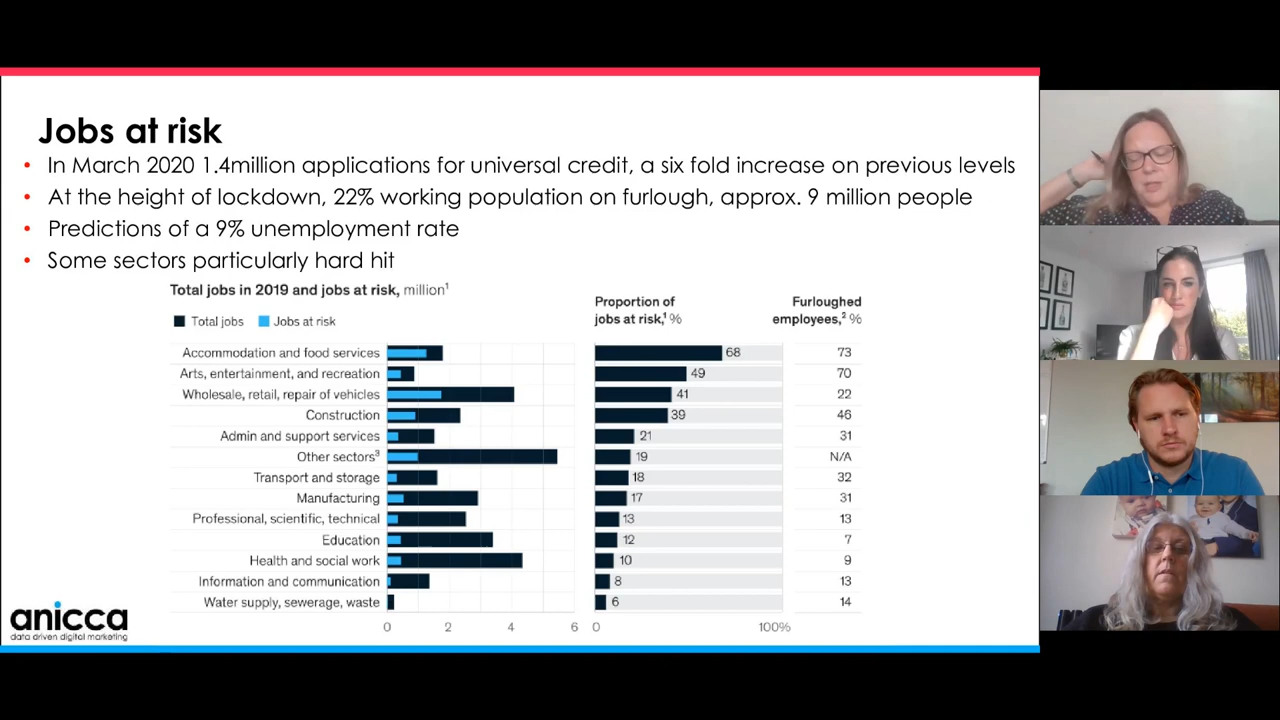 Jobs at risk
• In March 2020 1.4million applications for universal credit, a six fold increase on previous levels
• At the height of lockdown, 22% working population on furlough, approx. 9 million people
• Predictions of a 9% unemployment rate
• Some sectors particularly hard hit
Total jobs in 2019 and jobs at risk, million¹
Total jobs Jobs at risk
Proportion of
jobs at risk,¹ %
Furloughed
employees,² %
Accommodation and food services 68 73
Arts, entertainment, and recreation 49 70
Wholesale, retail, repair of vehicles 41 22
Construction 39 46
Admin and support services 21 31
Other sectors³ 19 N/A
Transport and storage 18 32
Manufacturing 17 31
Professional, scientific, technical 13 13
Education 12 7
Health and social work 10 9
Information and communication 8 13
Water supply, sewerage, waste 6 14
0 2 4 6 0 100%
anicca
data driven digital marketing